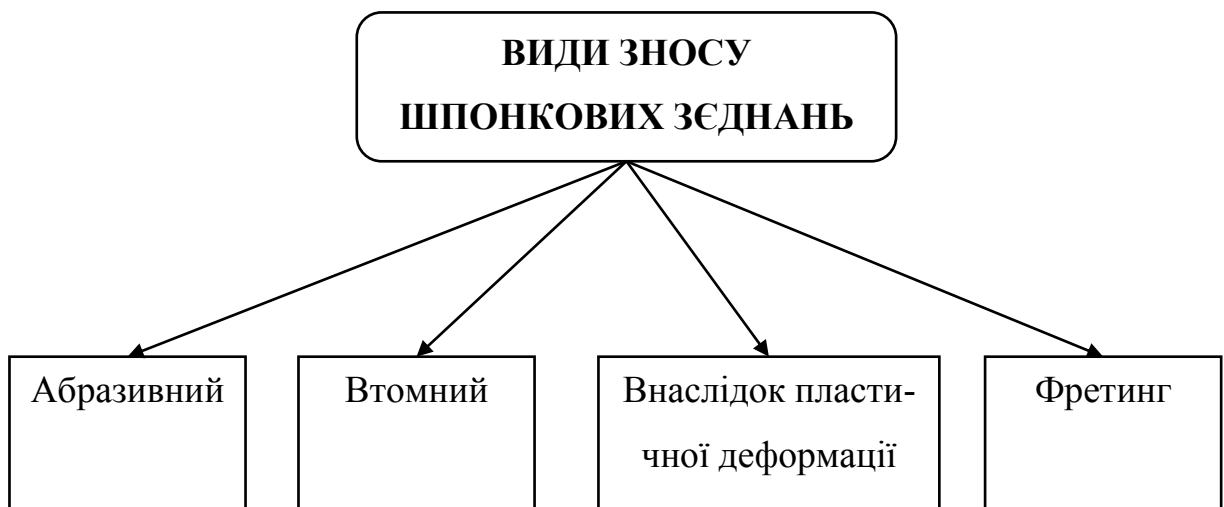 ВИДИ ЗНОСУ
ШПОНКОВИХ ЗЄДНАНЬ
Абразивний
Втомний
Внаслідок пласти-
чної деформації
Фретинг